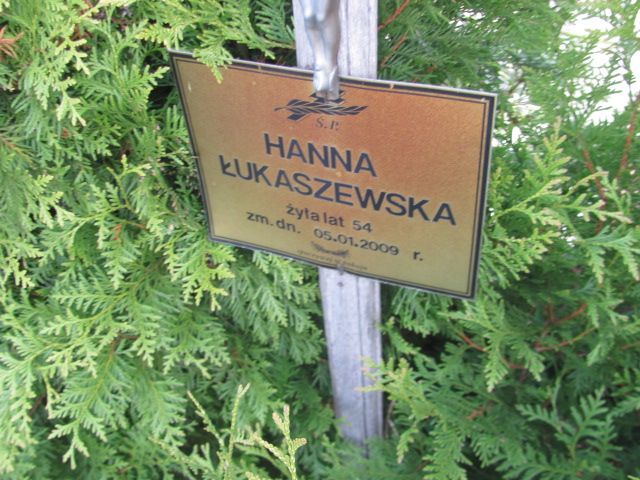 Ś.P.
HANNA
ŁUKASZEWSKA
żyła lat 54
zm. dn. 05.01.2009 r.